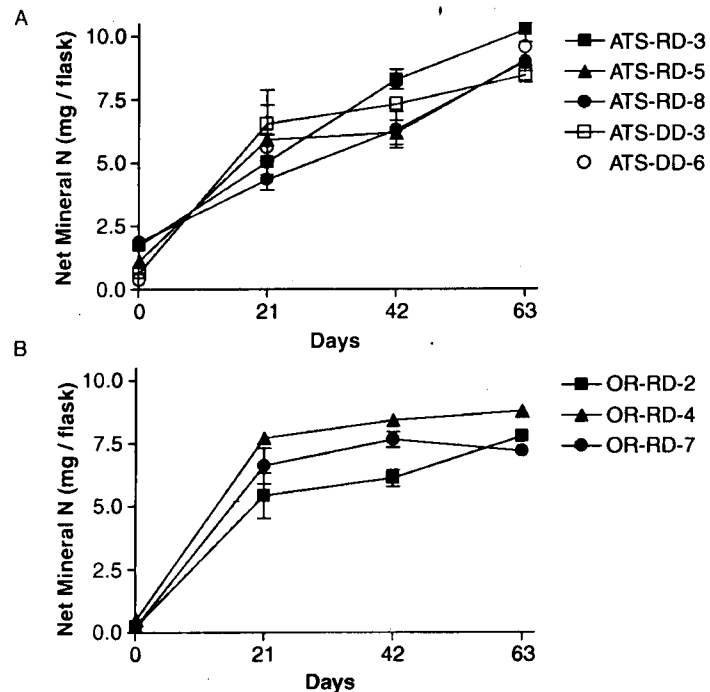 A
Net Mineral N (mg / flask)
10.0
7.5
5.0
2.5
0.0
0
21
42
63
Days
ATS-RD-3
ATS-RD-5
ATS-RD-8
ATS-DD-3
ATS-DD-6
B
Net Mineral N (mg / flask)
10.0
7.5
5.0
2.5
0.0
0
21
42
63
Days
OR-RD-2
OR-RD-4
OR-RD-7